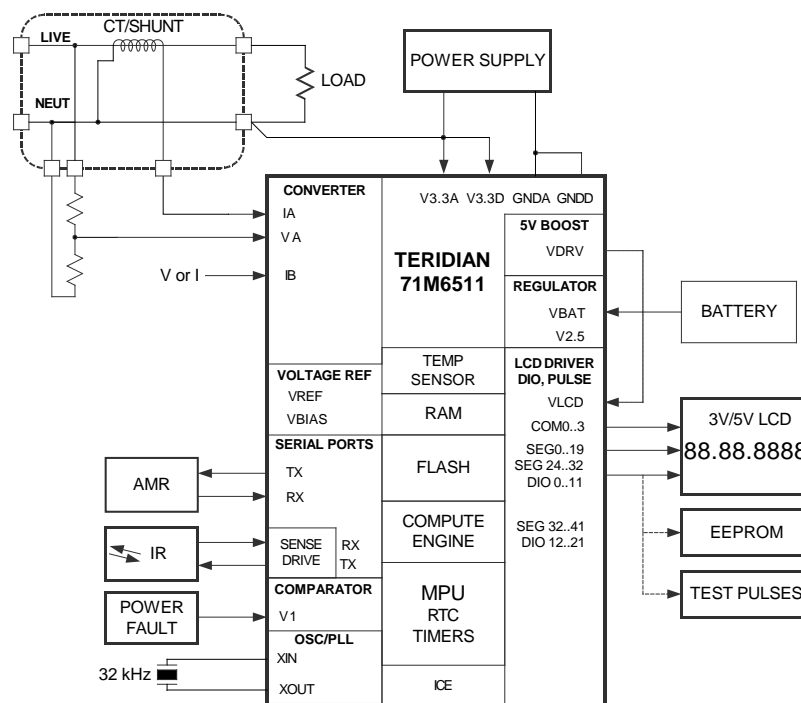 CT/SHUNT
LIVE
NEUT
LOAD
POWER SUPPLY
CONVERTER
IA
VA
V or I
IB
V3.3A V3.3D GNDA GNDD
TERIDIAN
71M6511
5V BOOST
VDRV
REGULATOR
VBAT
V2.5
BATTERY
VOLTAGE REF
VREF
VBIAS
TEMP
SENSOR
RAM
LCD DRIVER
DIO, PULSE
VLCD
COM0..3
SEG0..19
SEG 24..32
DIO 0..11
SEG 32..41
DIO 12..21
3V/5V LCD
88.88.8888
EEPROM
TEST PULSES
SERIAL PORTS
TX
RX
AMR
FLASH
IR
SENSE
DRIVE
RX
TX
COMPUTE
ENGINE
COMPARATOR
V1
POWER
FAULT
MPU
RTC
TIMERS
OSC/PLL
XIN
32 kHz
XOUT
ICE